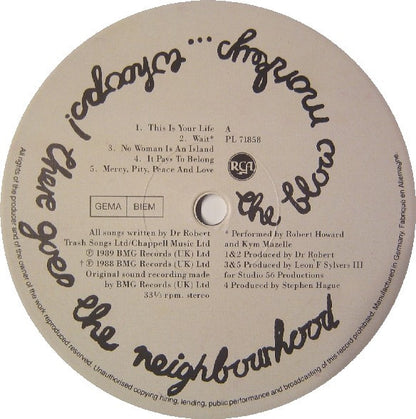 whoops! there goes the neighbourhood
the blow monkeys...
1. This Is Your Life
2. Wait*
3. No Woman Is An Island
4. It Pays To Belong
5. Mercy, Pity, Peace And Love
A
PL 71858
RCA
GEMA BIEM
All songs written by Dr Robert
Trash Songs Ltd/Chappell Music Ltd
℗ 1989 BMG Records (UK) Ltd
† ℗ 1988 BMG Records (UK) Ltd
Original sound recording made
by BMG Records (UK) Ltd
33⅓ rpm. stereo
* Performed by Robert Howard
and Kym Mazelle
1&2 Produced by Dr Robert
3&5 Produced by Leon F Sylvers III
for Studio 56 Productions
4 Produced by Stephen Hague
All rights of the producer and of the owner of the work reproduced reserved. Unauthorised copying hiring, lending, public performance and broadcasting of this record prohibited. Manufactured in Germany. Fabriqué en Allemagne.